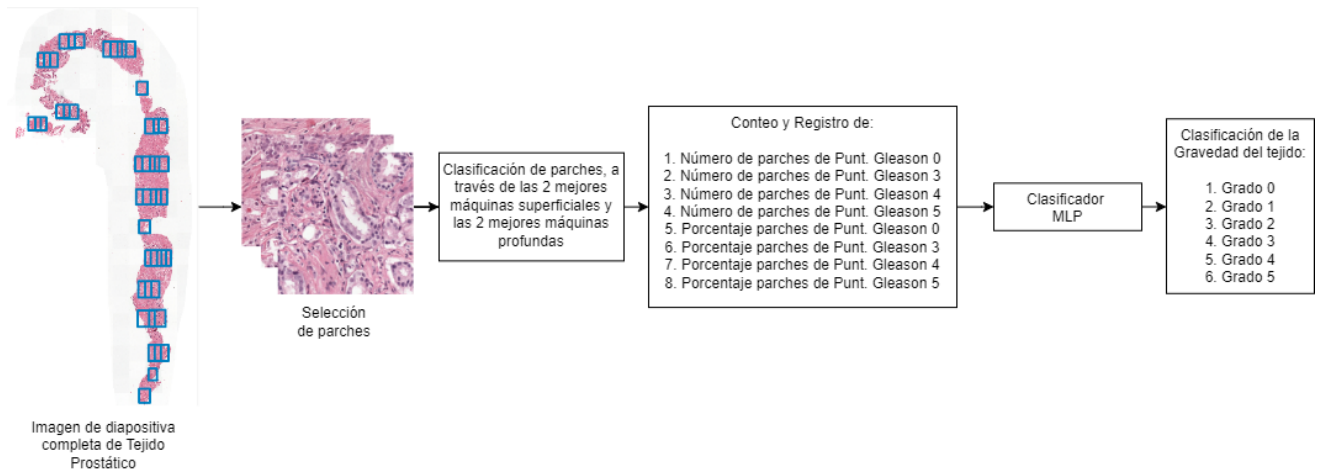 Imagen de diapositiva
completa de Tejido
Prostático
Selección
de parches
Clasificación de parches, a
través de las 2 mejores
máquinas superficiales y
las 2 mejores máquinas
profundas
Conteo y Registro de:
1. Número de parches de Punt. Gleason 0
2. Número de parches de Punt. Gleason 3
3. Número de parches de Punt. Gleason 4
4. Número de parches de Punt. Gleason 5
5. Porcentaje parches de Punt. Gleason 0
6. Porcentaje parches de Punt. Gleason 3
7. Porcentaje parches de Punt. Gleason 4
8. Porcentaje parches de Punt. Gleason 5
Clasificador
MLP
Clasificación de la
Gravedad del tejido:
1. Grado 0
2. Grado 1
3. Grado 2
4. Grado 3
5. Grado 4
6. Grado 5